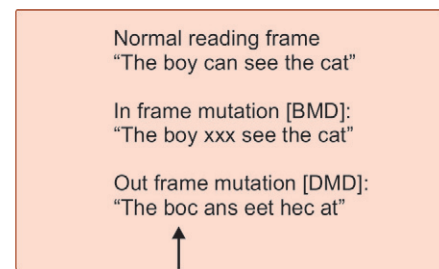 Normal reading frame
“The boy can see the cat”
In frame mutation [BMD]:
“The boy xxx see the cat”
Out frame mutation [DMD]:
“The boc ans eet hec at”